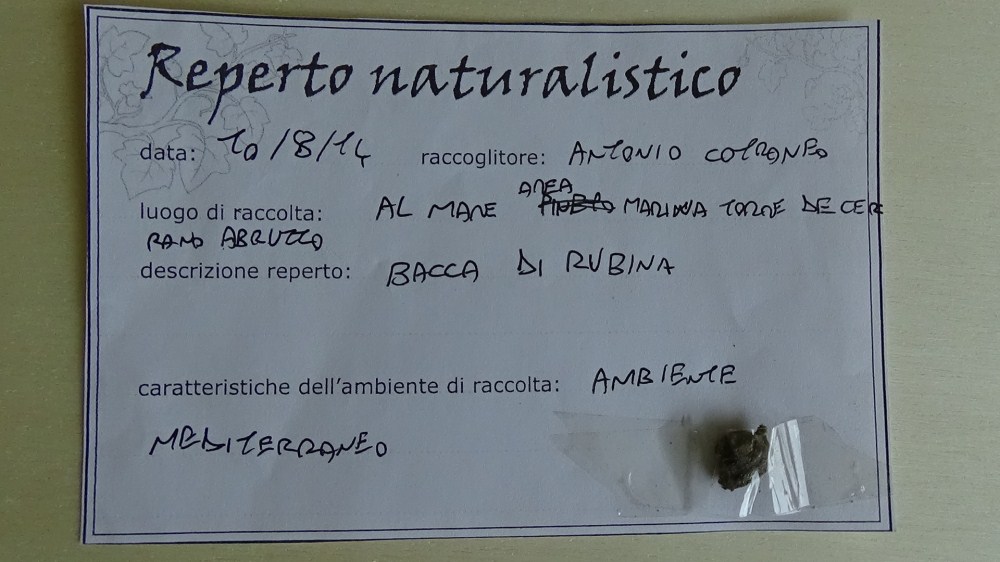 Reperto naturalistico
data: 10/8/14 raccoglitore: ANTONIO COTRANEO
luogo di raccolta: AL MARE AREA MARINA TORRE DE CER
RANO ABRUZZO
descrizione reperto: BACCA DI RUBINA
caratteristiche dell'ambiente di raccolta: AMBIENTE
MEDITERRANEO